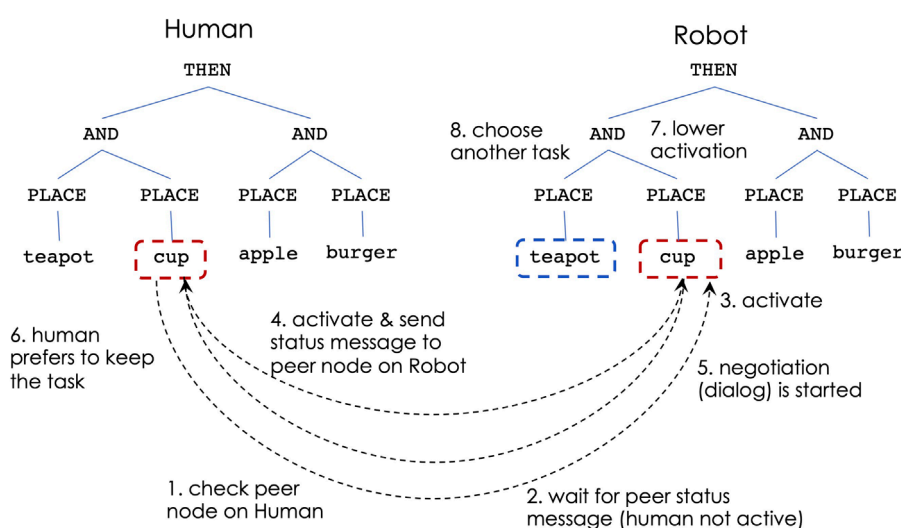 Human
Robot
THEN
THEN
AND
AND
8. choose
another task
AND
7. lower
activation
AND
PLACE
PLACE
PLACE
PLACE
PLACE
PLACE
PLACE
PLACE
teapot
cup
apple
burger
teapot
cup
apple
burger
3. activate
6. human
prefers to keep
the task
4. activate & send
status message to
peer node on Robot
5. negotiation
(dialog) is started
1. check peer
node on Human
2. wait for peer status
message (human not active)